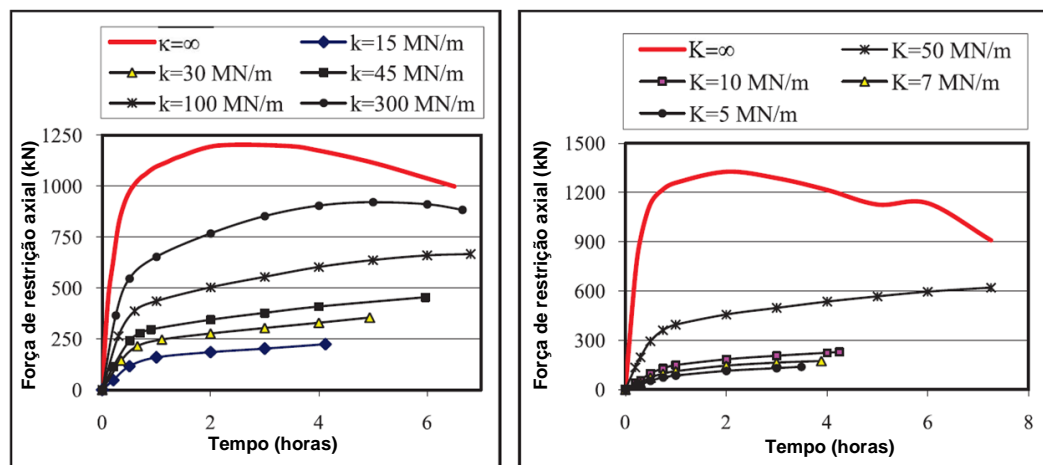 κ=∞ k=15 MN/m
k=30 MN/m k=45 MN/m
k=100 MN/m k=300 MN/m
Força de restrição axial (kN)
1250
1000
750
500
250
0
0 2 4 6
Tempo (horas)
K=∞ K=50 MN/m
K=10 MN/m K=7 MN/m
K=5 MN/m
Força de restrição axial (kN)
1500
1200
900
600
300
0
0 2 4 6 8
Tempo (horas)